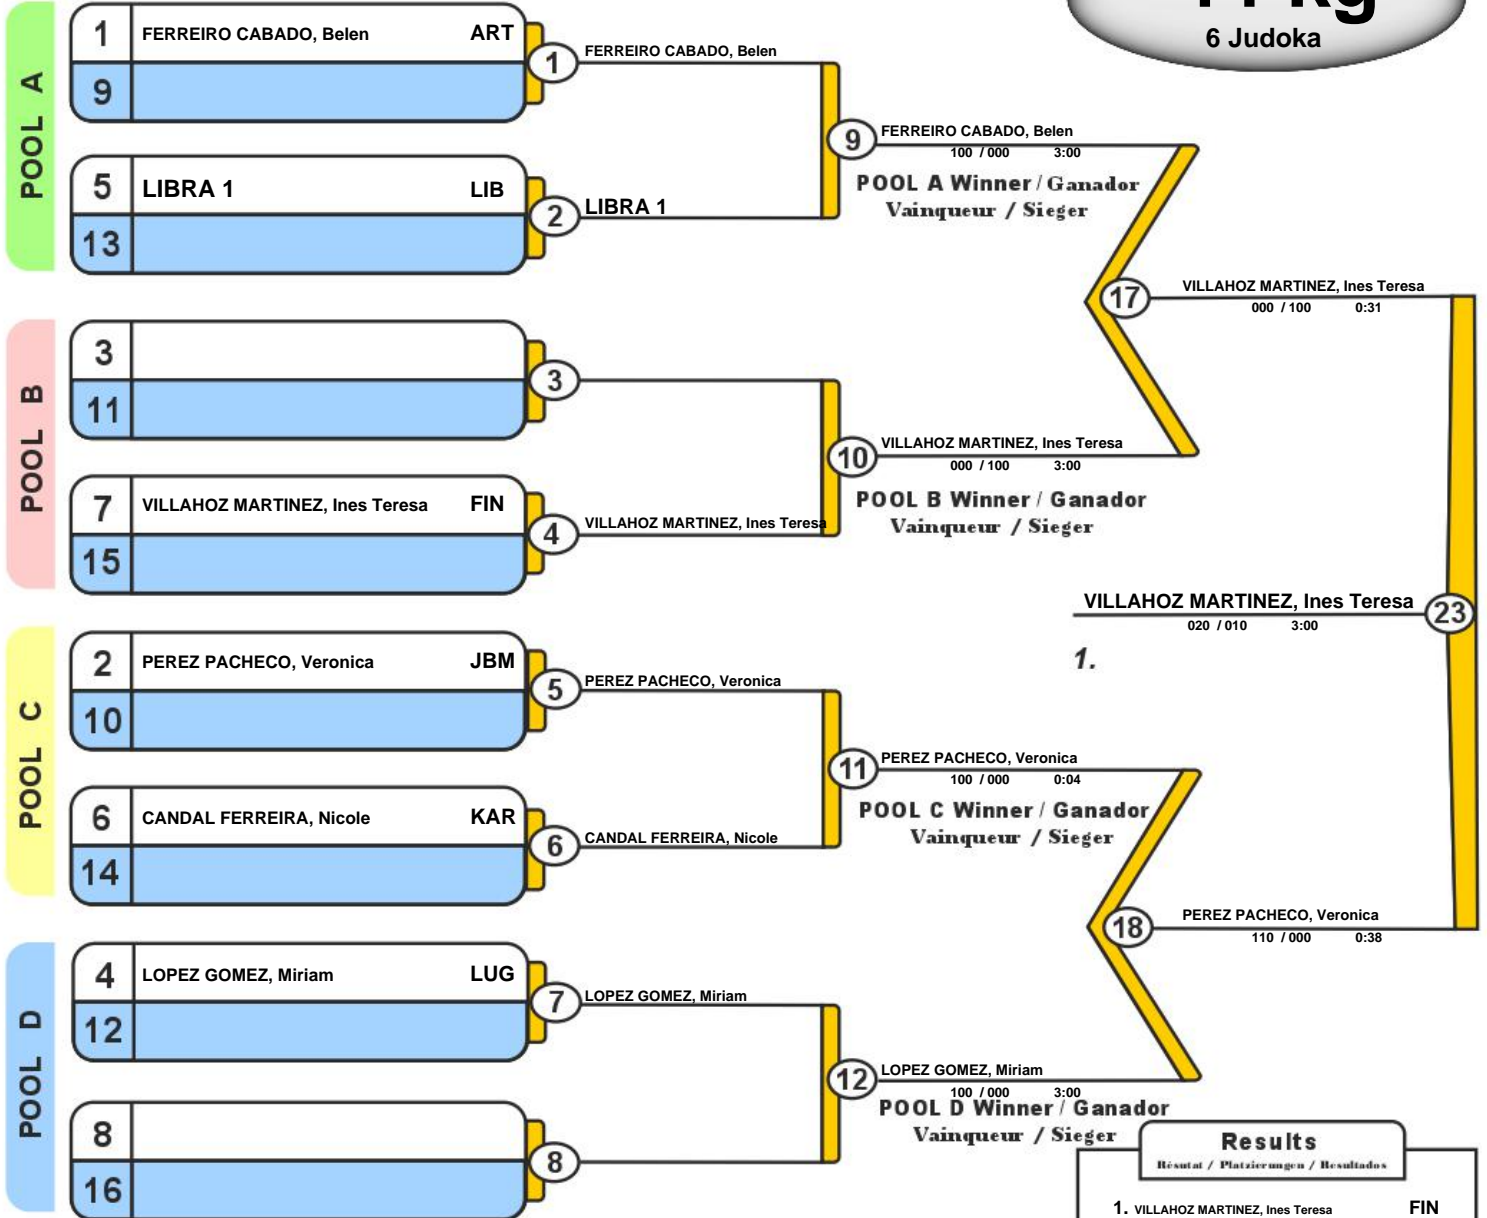 6 Judoka
POOL A
1 FERREIRO CABADO, Belen ART
9
5 LIBRA 1 LIB
13
1 FERREIRO CABADO, Belen
2 LIBRA 1
9 FERREIRO CABADO, Belen
100 / 000 3:00
POOL A Winner / Ganador
Vainqueur / Sieger
POOL B
3
11
7 VILLAHOZ MARTINEZ, Ines Teresa FIN
15
3
4 VILLAHOZ MARTINEZ, Ines Teresa
10 VILLAHOZ MARTINEZ, Ines Teresa
000 / 100 3:00
POOL B Winner / Ganador
Vainqueur / Sieger
17 VILLAHOZ MARTINEZ, Ines Teresa
000 / 100 0:31
VILLAHOZ MARTINEZ, Ines Teresa 23
020 / 010 3:00
1.
POOL C
2 PEREZ PACHECO, Veronica JBM
10
6 CANDAL FERREIRA, Nicole KAR
14
5 PEREZ PACHECO, Veronica
6 CANDAL FERREIRA, Nicole
11 PEREZ PACHECO, Veronica
100 / 000 0:04
POOL C Winner / Ganador
Vainqueur / Sieger
18 PEREZ PACHECO, Veronica
110 / 000 0:38
POOL D
4 LOPEZ GOMEZ, Miriam LUG
12
8
16
7 LOPEZ GOMEZ, Miriam
8
12 LOPEZ GOMEZ, Miriam
100 / 000 3:00
POOL D Winner / Ganador
Vainqueur / Sieger
Results
Résutat / Platzierungen / Resultados
1. VILLAHOZ MARTINEZ, Ines Teresa FIN